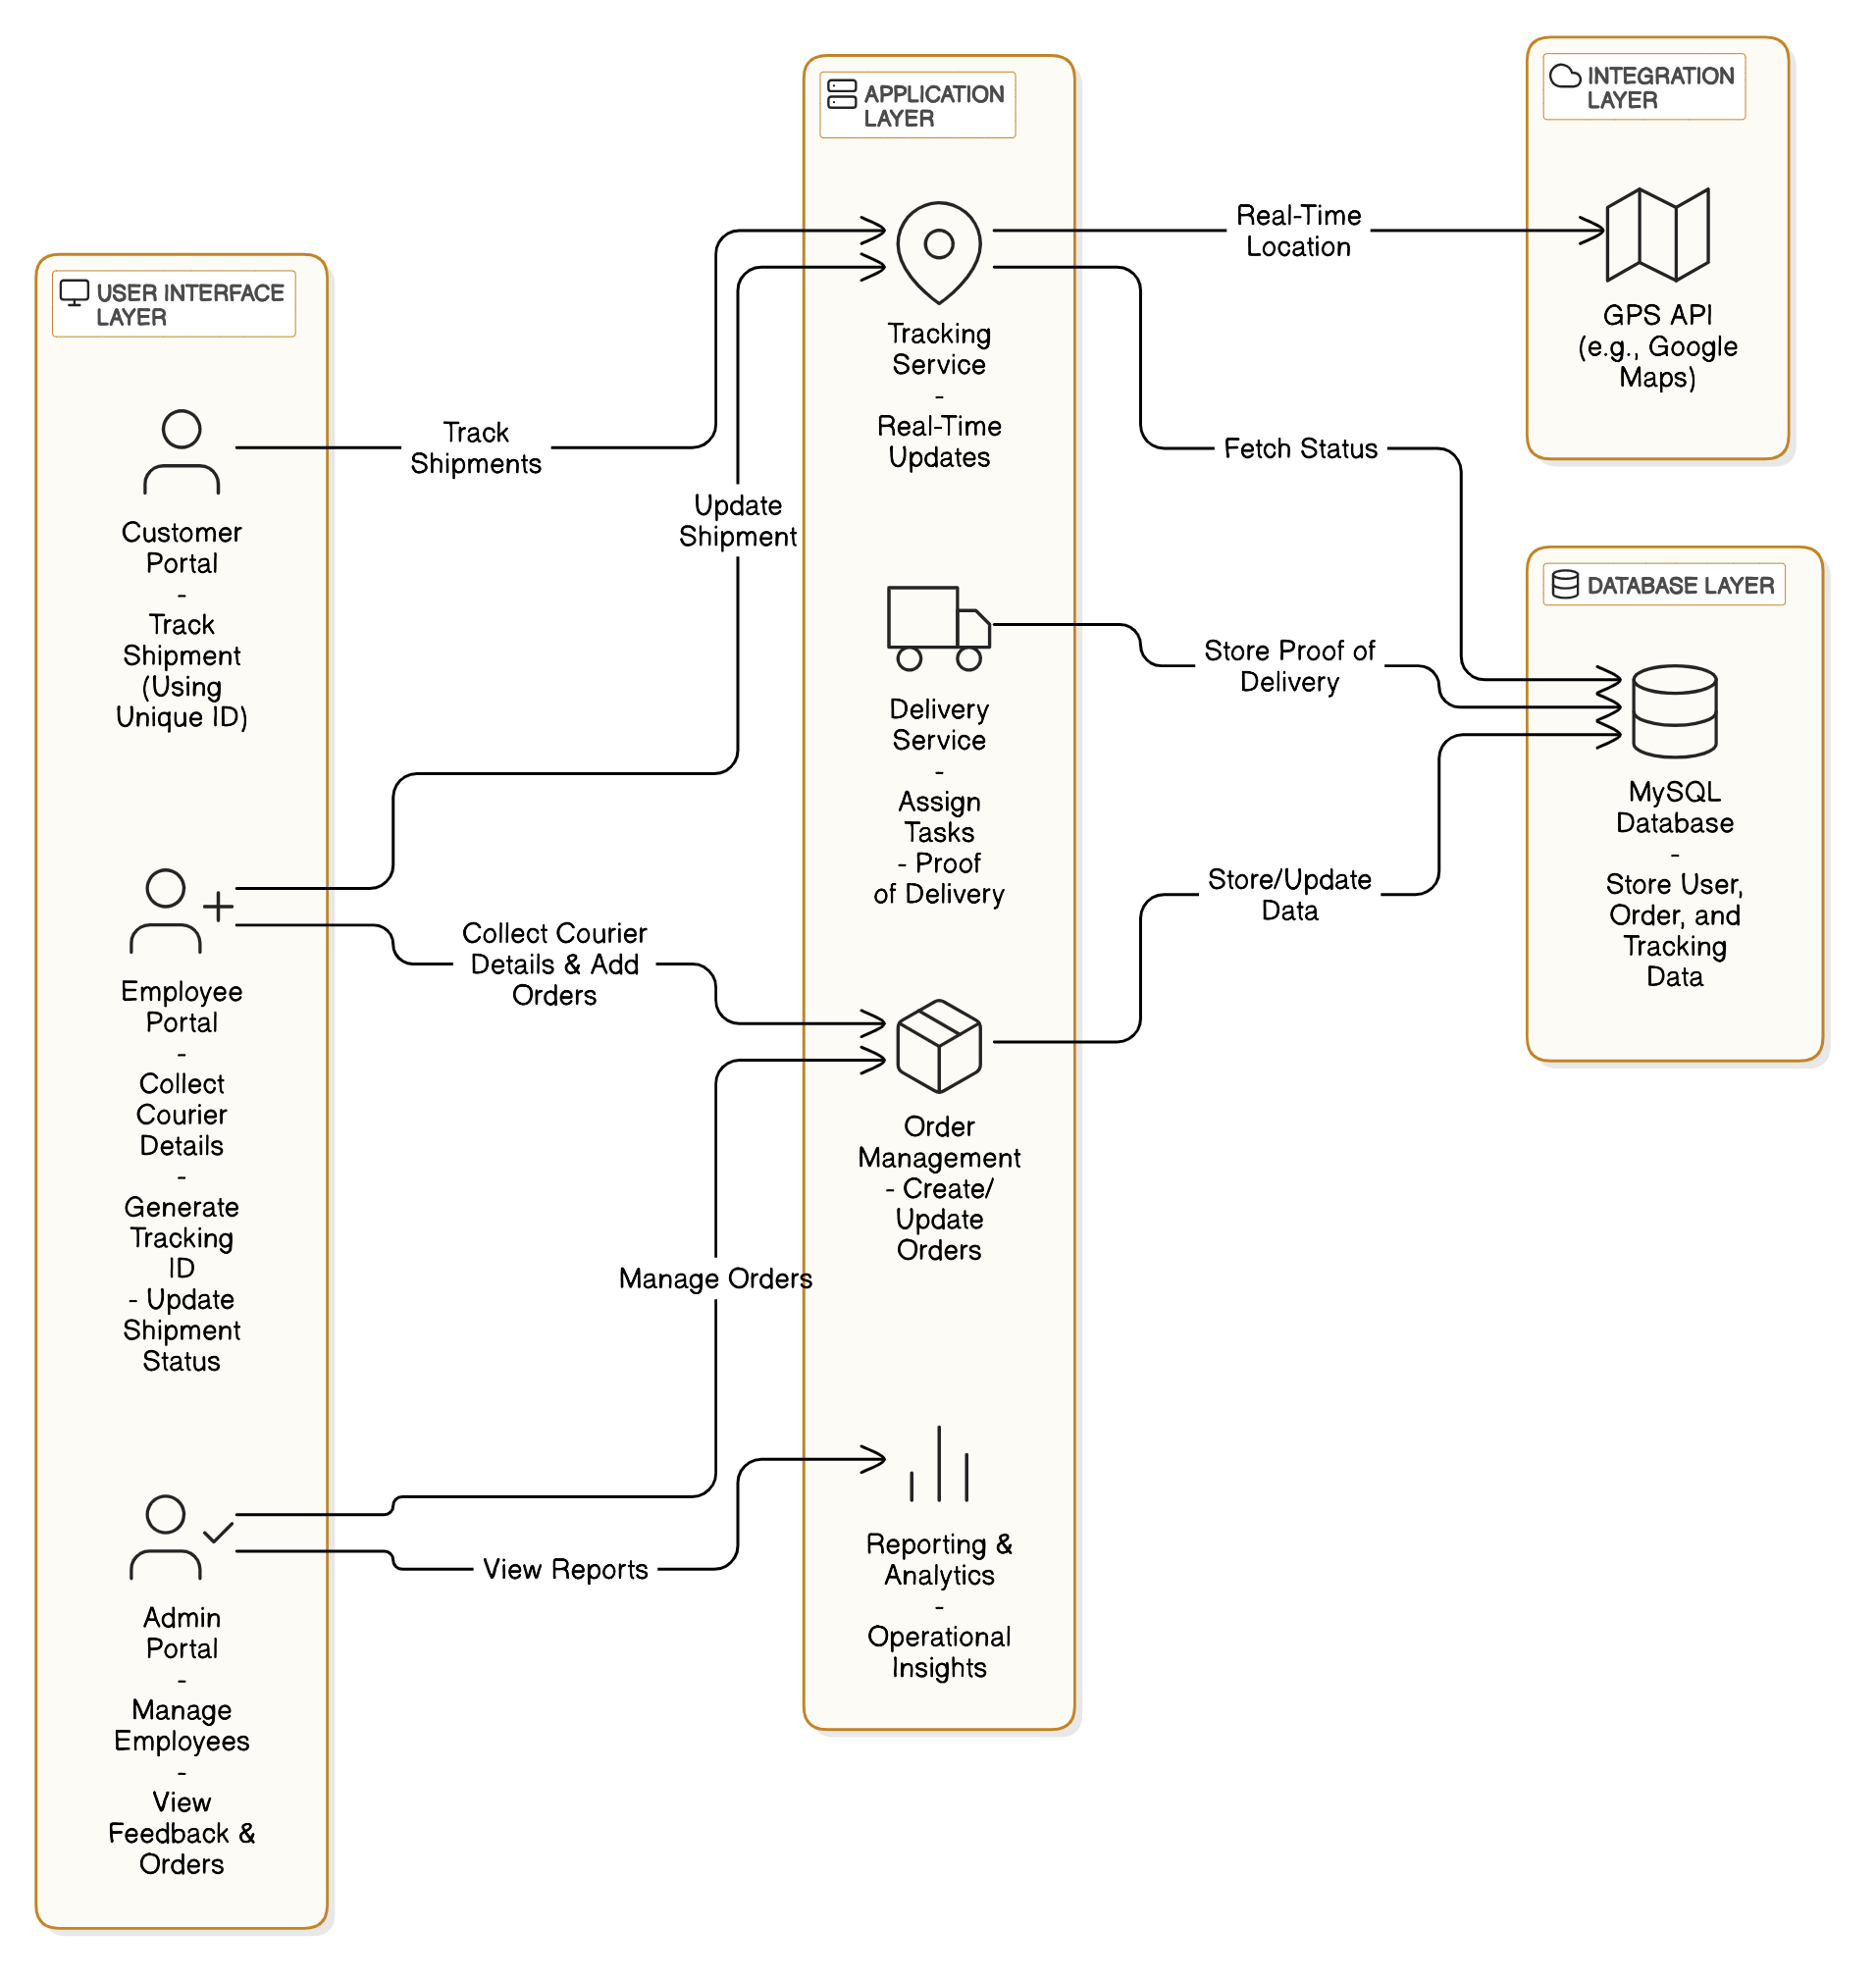 USER INTERFACE
LAYER
Customer
Portal
-
Track
Shipment
(Using
Unique ID)
Employee
Portal
-
Collect
Courier
Details
-
Generate
Tracking
ID
- Update
Shipment
Status
Admin
Portal
-
Manage
Employees
-
View
Feedback &
Orders
Track
Shipments
Update
Shipment
Collect Courier
Details & Add
Orders
Manage Orders
View Reports
APPLICATION
LAYER
Tracking
Service
-
Real-Time
Updates
Delivery
Service
-
Assign
Tasks
- Proof
of Delivery
Order
Management
- Create/
Update
Orders
Reporting &
Analytics
-
Operational
Insights
Real-Time
Location
Fetch Status
Store Proof of
Delivery
Store/Update
Data
INTEGRATION
LAYER
GPS API
(e.g., Google
Maps)
DATABASE LAYER
MySQL
Database
-
Store User,
Order, and
Tracking
Data